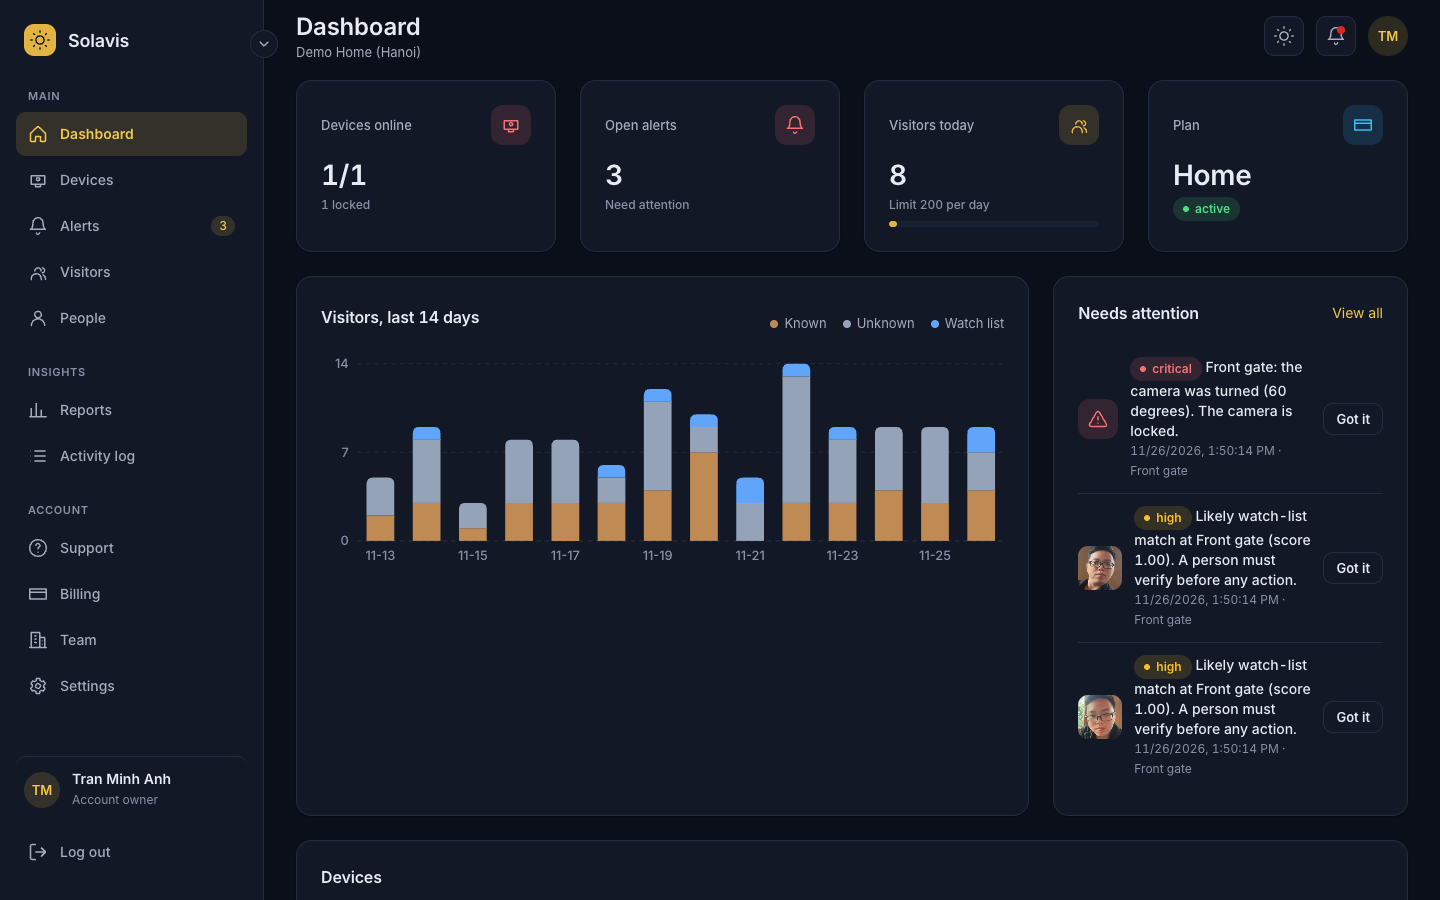 Solavis
MAIN
Dashboard
Devices
Alerts
3
Visitors
People
INSIGHTS
Reports
Activity log
ACCOUNT
Support
Billing
Team
Settings
TM
Tran Minh Anh
Account owner
Log out
Dashboard
Demo Home (Hanoi)
TM
Devices online
1/1
1 locked
Open alerts
3
Need attention
Visitors today
8
Limit 200 per day
Plan
Home
active
Visitors, last 14 days
Known
Unknown
Watch list
14
7
0
11-13
11-15
11-17
11-19
11-21
11-23
11-25
Needs attention
View all
critical Front gate: the
camera was turned (60
degrees). The camera is
locked.
11/26/2026, 1:50:14 PM ·
Front gate
Got it
high Likely watch-list
match at Front gate (score
1.00). A person must
verify before any action.
11/26/2026, 1:50:14 PM ·
Front gate
Got it
high Likely watch-list
match at Front gate (score
1.00). A person must
verify before any action.
11/26/2026, 1:50:14 PM ·
Front gate
Got it
Devices